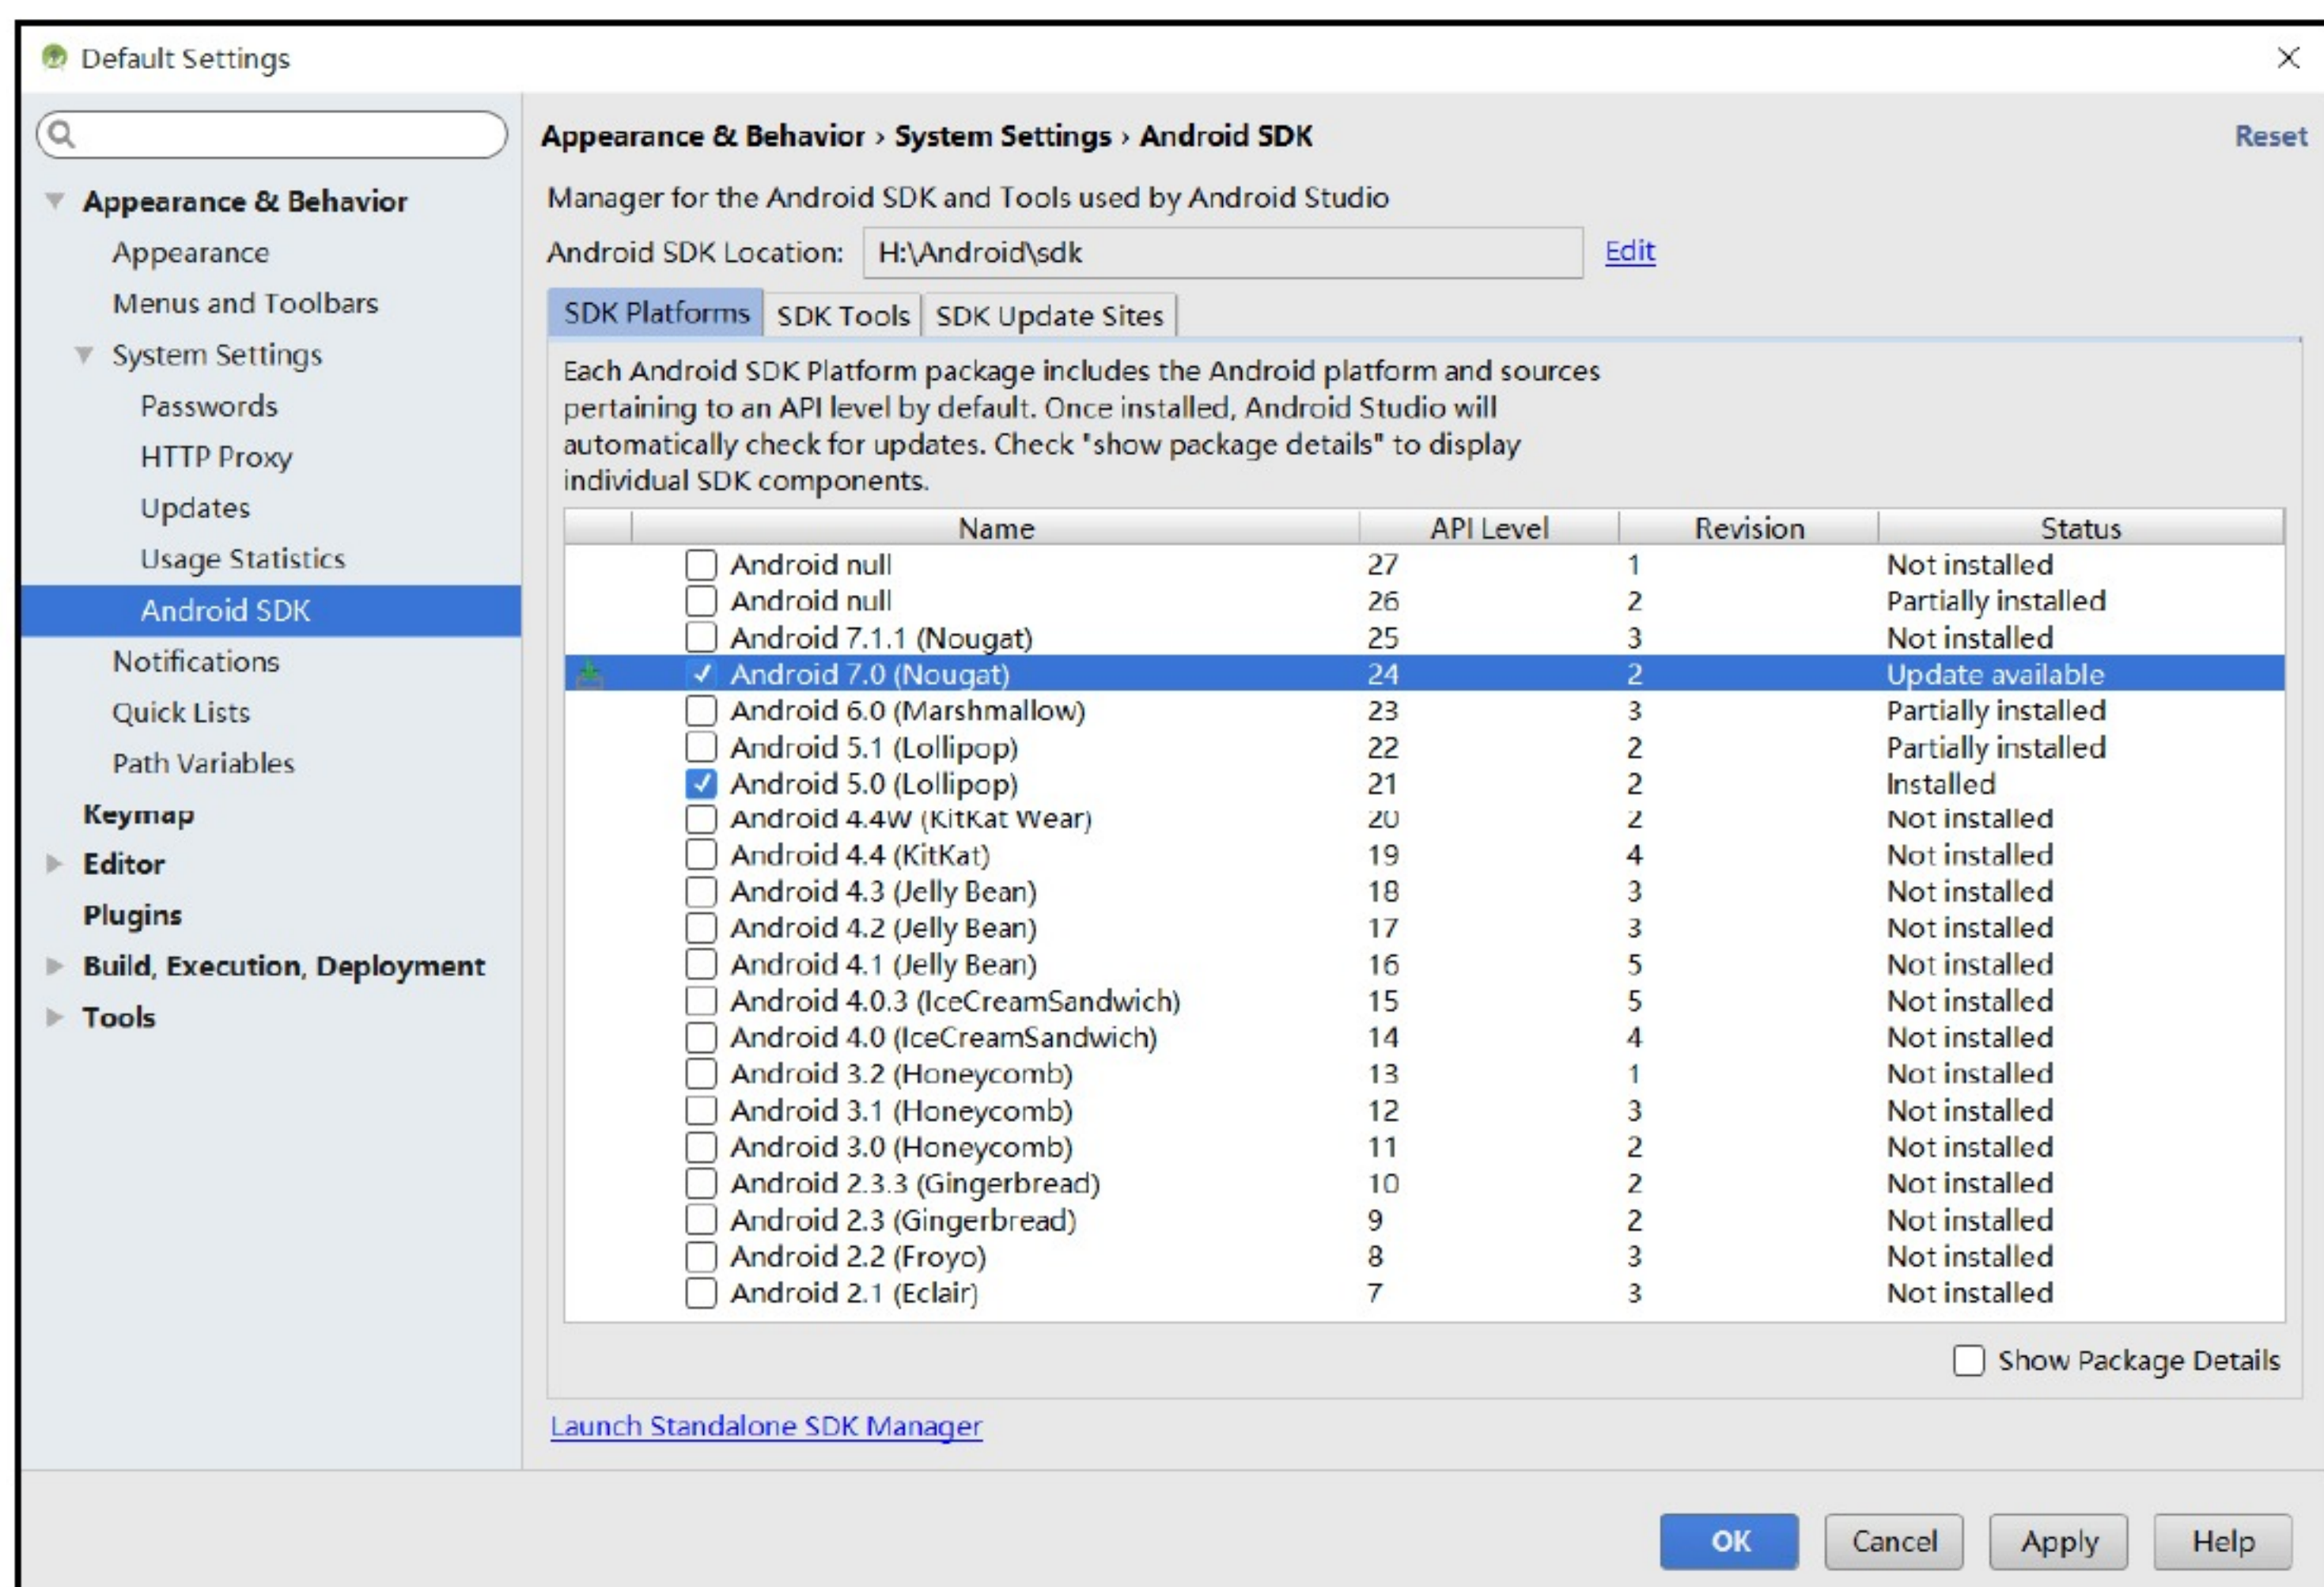 Default Settings
Appearance & Behavior
Appearance
Menus and Toolbars
System Settings
Passwords
HTTP Proxy
Updates
Usage Statistics
Android SDK
Notifications
Quick Lists
Path Variables
Keymap
Editor
Plugins
Build, Execution, Deployment
Tools
Appearance & Behavior › System Settings › Android SDK
Reset
Manager for the Android SDK and Tools used by Android Studio
Android SDK Location: H:\Android\sdk Edit
SDK Platforms SDK Tools SDK Update Sites
Each Android SDK Platform package includes the Android platform and sources
pertaining to an API level by default. Once installed, Android Studio will
automatically check for updates. Check "show package details" to display
individual SDK components.
Name API Level Revision Status
Android null 27 1 Not installed
Android null 26 2 Partially installed
Android 7.1.1 (Nougat) 25 3 Not installed
Android 7.0 (Nougat) 24 2 Update available
Android 6.0 (Marshmallow) 23 3 Partially installed
Android 5.1 (Lollipop) 22 2 Partially installed
Android 5.0 (Lollipop) 21 2 Installed
Android 4.4W (KitKat Wear) 20 2 Not installed
Android 4.4 (KitKat) 19 4 Not installed
Android 4.3 (Jelly Bean) 18 3 Not installed
Android 4.2 (Jelly Bean) 17 3 Not installed
Android 4.1 (Jelly Bean) 16 5 Not installed
Android 4.0.3 (IceCreamSandwich) 15 5 Not installed
Android 4.0 (IceCreamSandwich) 14 4 Not installed
Android 3.2 (Honeycomb) 13 1 Not installed
Android 3.1 (Honeycomb) 12 3 Not installed
Android 3.0 (Honeycomb) 11 2 Not installed
Android 2.3.3 (Gingerbread) 10 2 Not installed
Android 2.3 (Gingerbread) 9 2 Not installed
Android 2.2 (Froyo) 8 3 Not installed
Android 2.1 (Eclair) 7 3 Not installed
Show Package Details
Launch Standalone SDK Manager
OK Cancel Apply Help